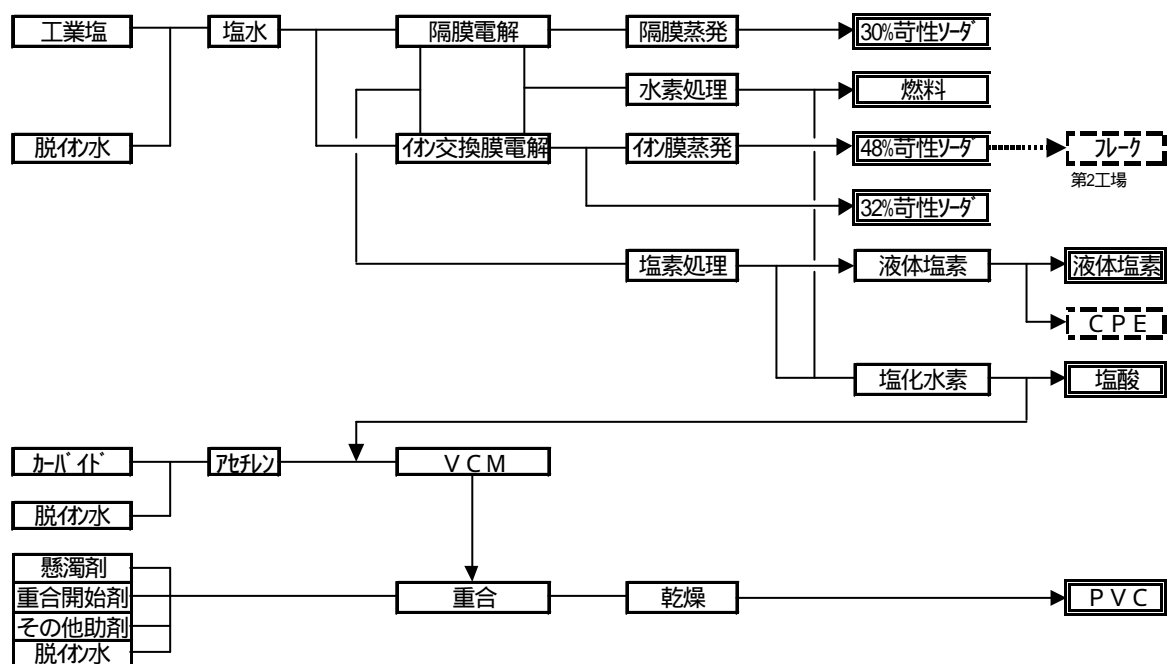 工業塩
塩水
隔膜電解
隔膜蒸発
30%苛性ｿｰﾀﾞ
水素処理
燃料
脱ｲｵﾝ水
ｲｵﾝ交換膜電解
ｲｵﾝ膜蒸発
48%苛性ｿｰﾀﾞ
ﾌﾚｰｸ
第2工場
32%苛性ｿｰﾀﾞ
塩素処理
液体塩素
液体塩素
ＣＰＥ
塩化水素
塩酸
ｶｰﾊﾞｲﾄﾞ
ｱｾﾁﾚﾝ
ＶＣＭ
脱ｲｵﾝ水
懸濁剤
重合開始剤
重合
乾燥
ＰＶＣ
その他助剤
脱ｲｵﾝ水